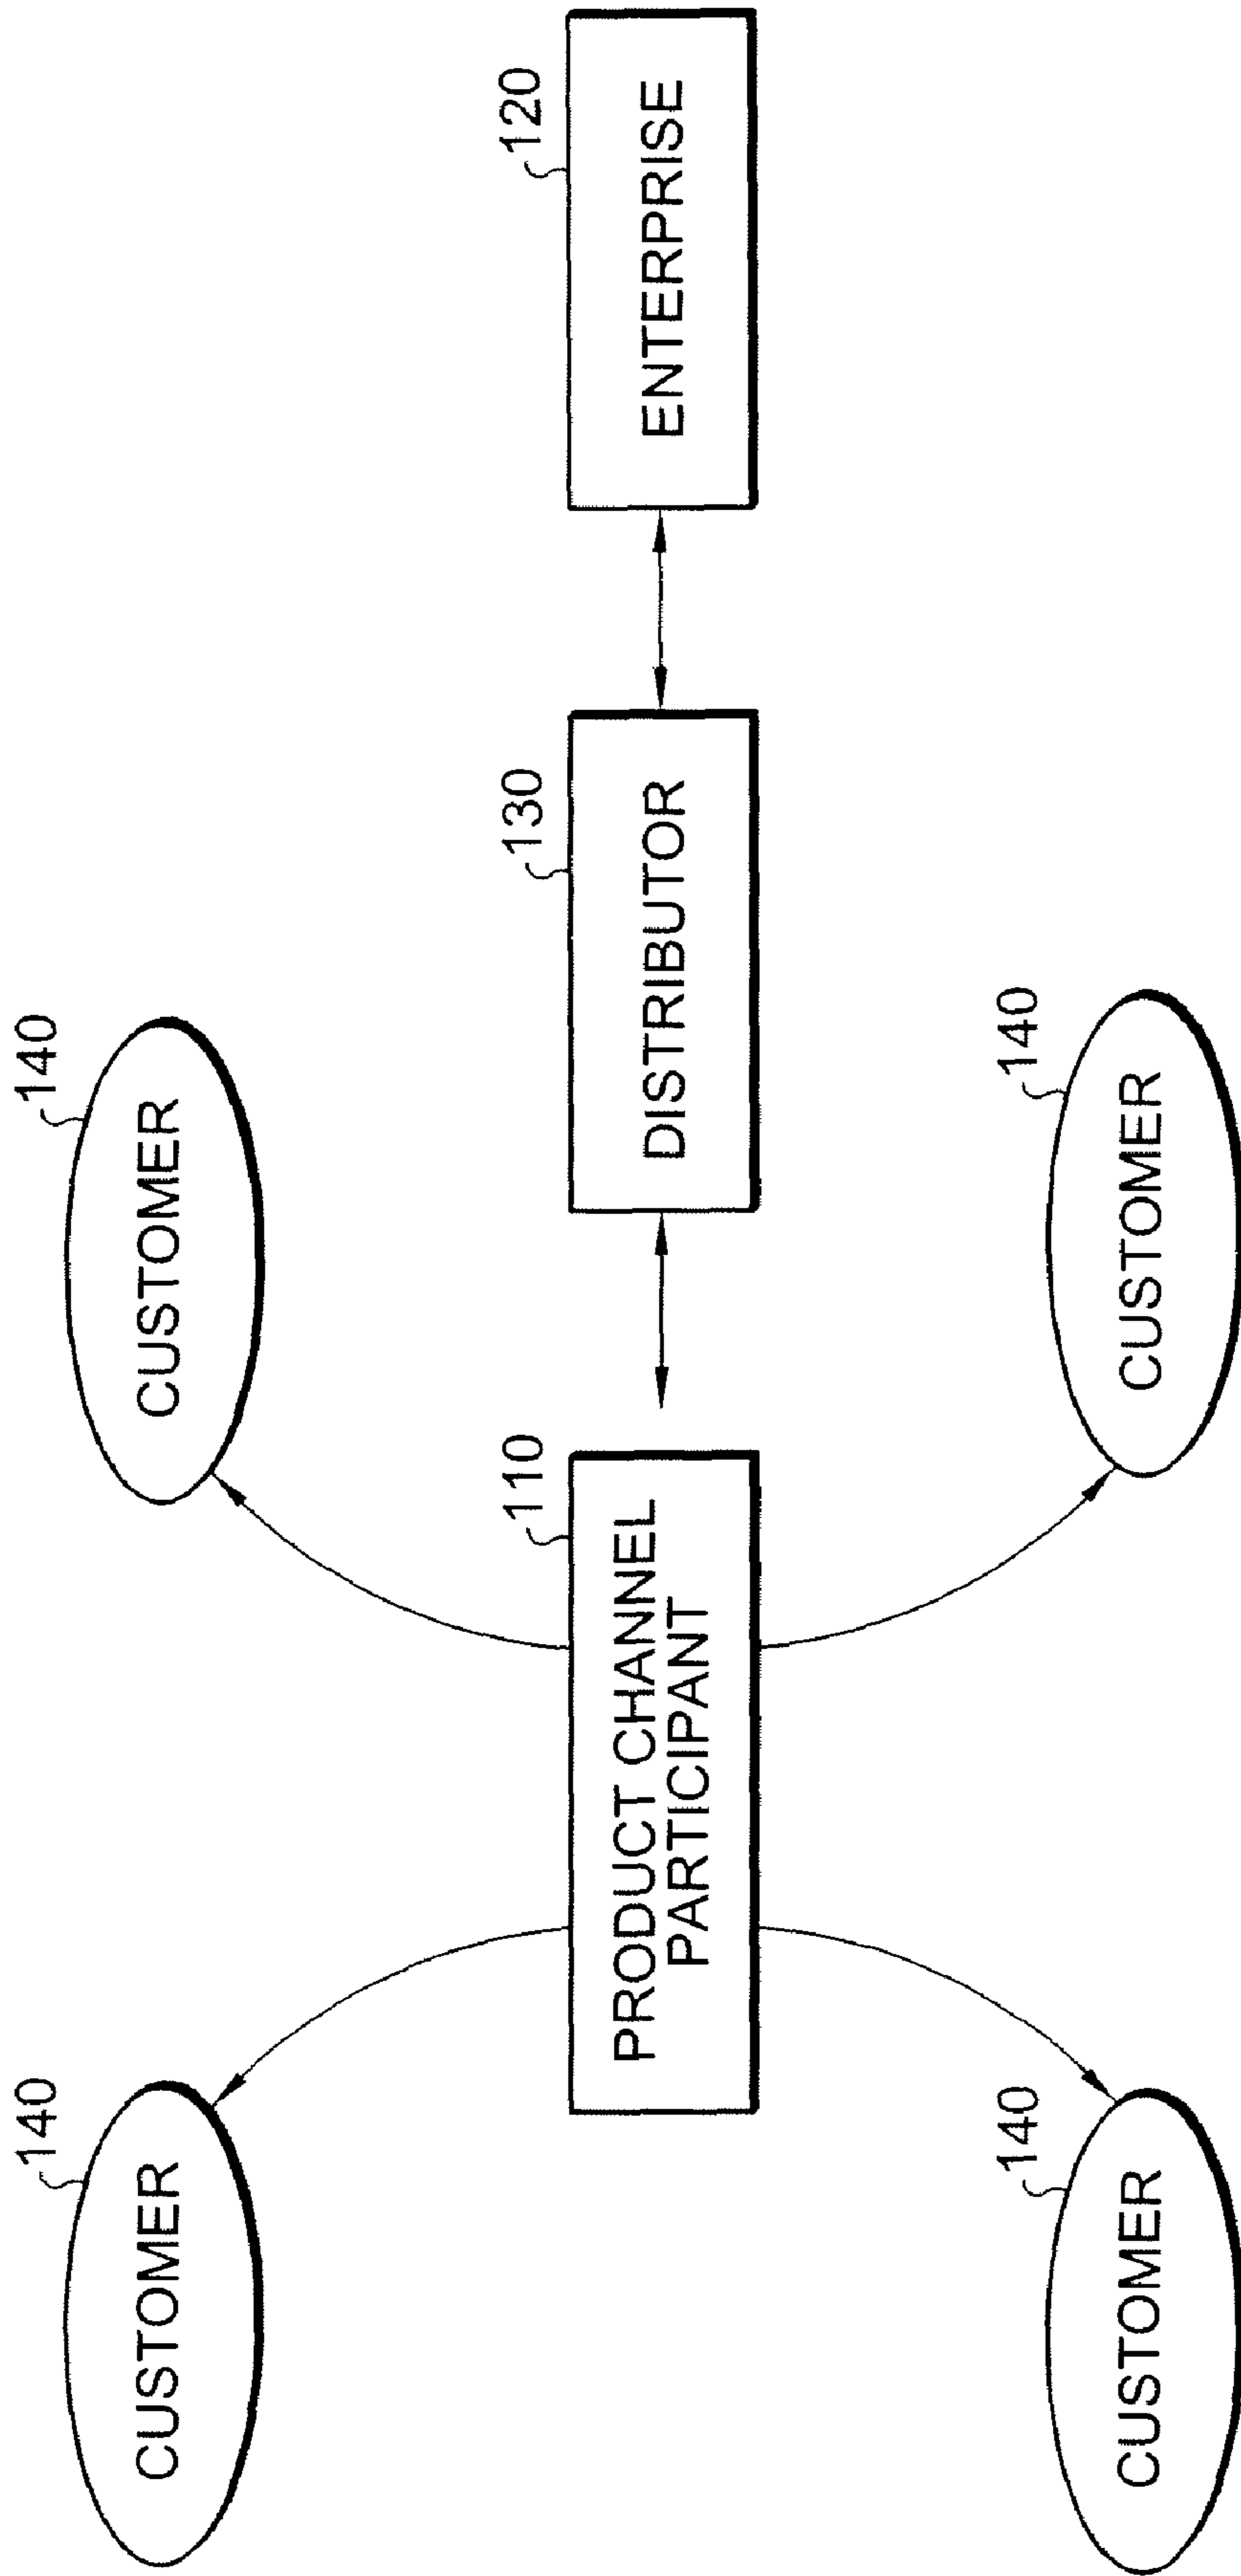 140
CUSTOMER
140
CUSTOMER
110
PRODUCT CHANNEL
PARTICIPANT
130
DISTRIBUTOR
120
ENTERPRISE
140
CUSTOMER
140
CUSTOMER